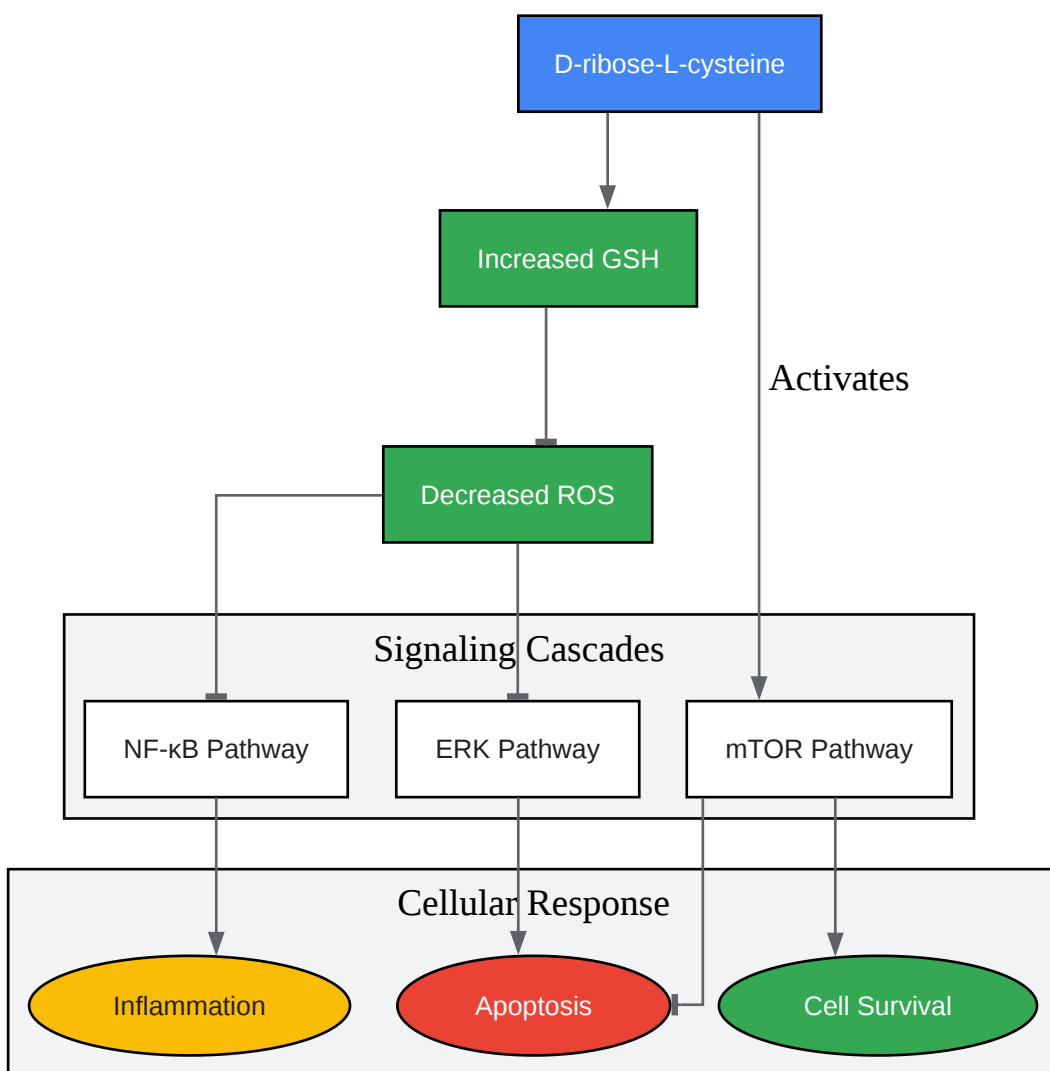 D-ribose-L-cysteine
Increased GSH
Activates
Decreased ROS
Signaling Cascades
NF-κB Pathway
ERK Pathway
mTOR Pathway
Cellular Response
Inflammation
Apoptosis
Cell Survival